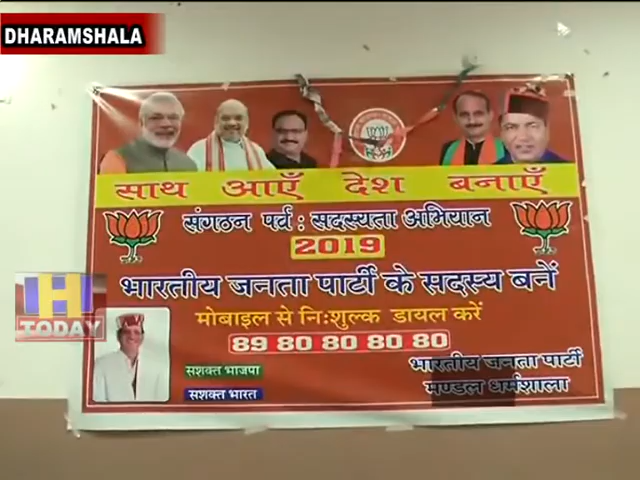 DHARAMSHALA
साथ आएँ देश बनाएँ
संगठन पर्व : सदस्यता अभियान
2019
भारतीय जनता पार्टी के सदस्य बनें
मोबाइल से निःशुल्क डायल करें
89 80 80 80 80
H
TODAY
सशक्त भाजपा
सशक्त भारत
भारतीय जनता पार्टी
मण्डल धर्मशाला